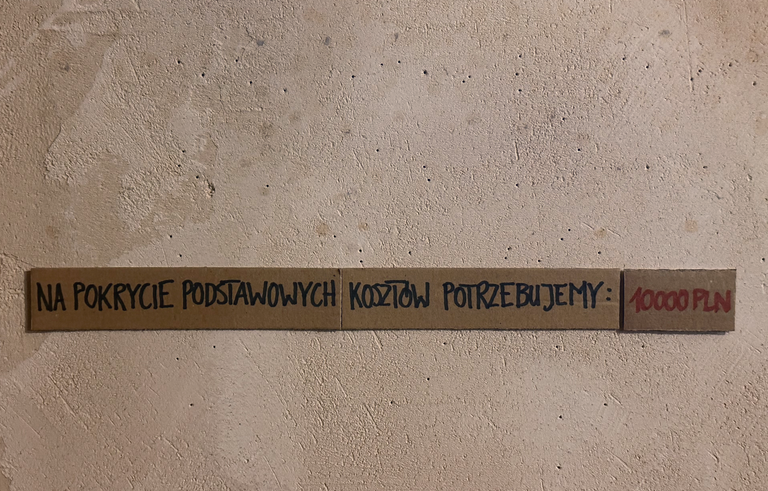 NA POKRYCIE PODSTAWOWYCH KOSZTÓW POTRZEBUJEMY: 10000 PLN